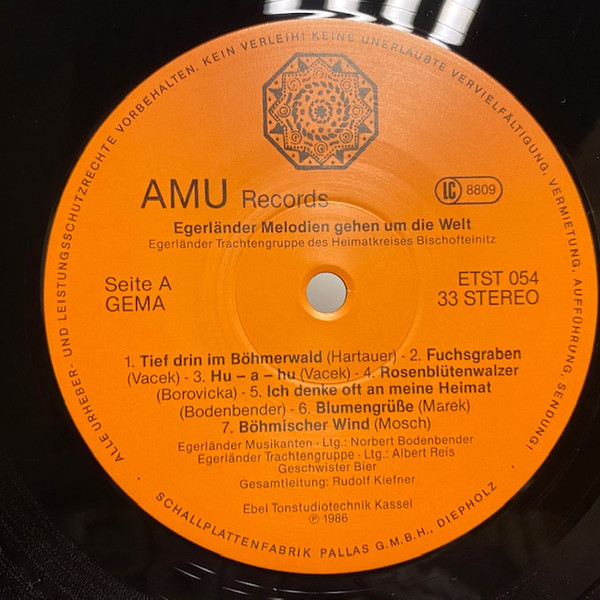 ALLE URHEBER- UND LEISTUNGSSCHUTZRECHTE VORBEHALTEN. KEIN VERLEIH! KEINE UNERLAUBTE VERVIELFÄLTIGUNG, VERMIETUNG, AUFFÜHRUNG, SENDUNG!
AMU Records
LC 8809
Egerländer Melodien gehen um die Welt
Egerländer Trachtengruppe des Heimatkreises Bischofteinitz
Seite A
GEMA
ETST 054
33 STEREO
1. Tief drin im Böhmerwald (Hartauer) - 2. Fuchsgraben
(Vacek) - 3. Hu – a – hu (Vacek) - 4. Rosenblütenwalzer
(Borovicka) - 5. Ich denke oft an meine Heimat
(Bodenbender) - 6. Blumengrüße (Marek)
7. Böhmischer Wind (Mosch)
Egerländer Musikanten - Ltg.: Norbert Bodenbender
Egerländer Trachtengruppe - Ltg.: Albert Reis
Geschwister Bier
Gesamtleitung: Rudolf Kiefner
Ebel Tonstudiotechnik Kassel
℗ 1986
· SCHALLPLATTENFABRIK PALLAS G.M.B.H., DIEPHOLZ ·